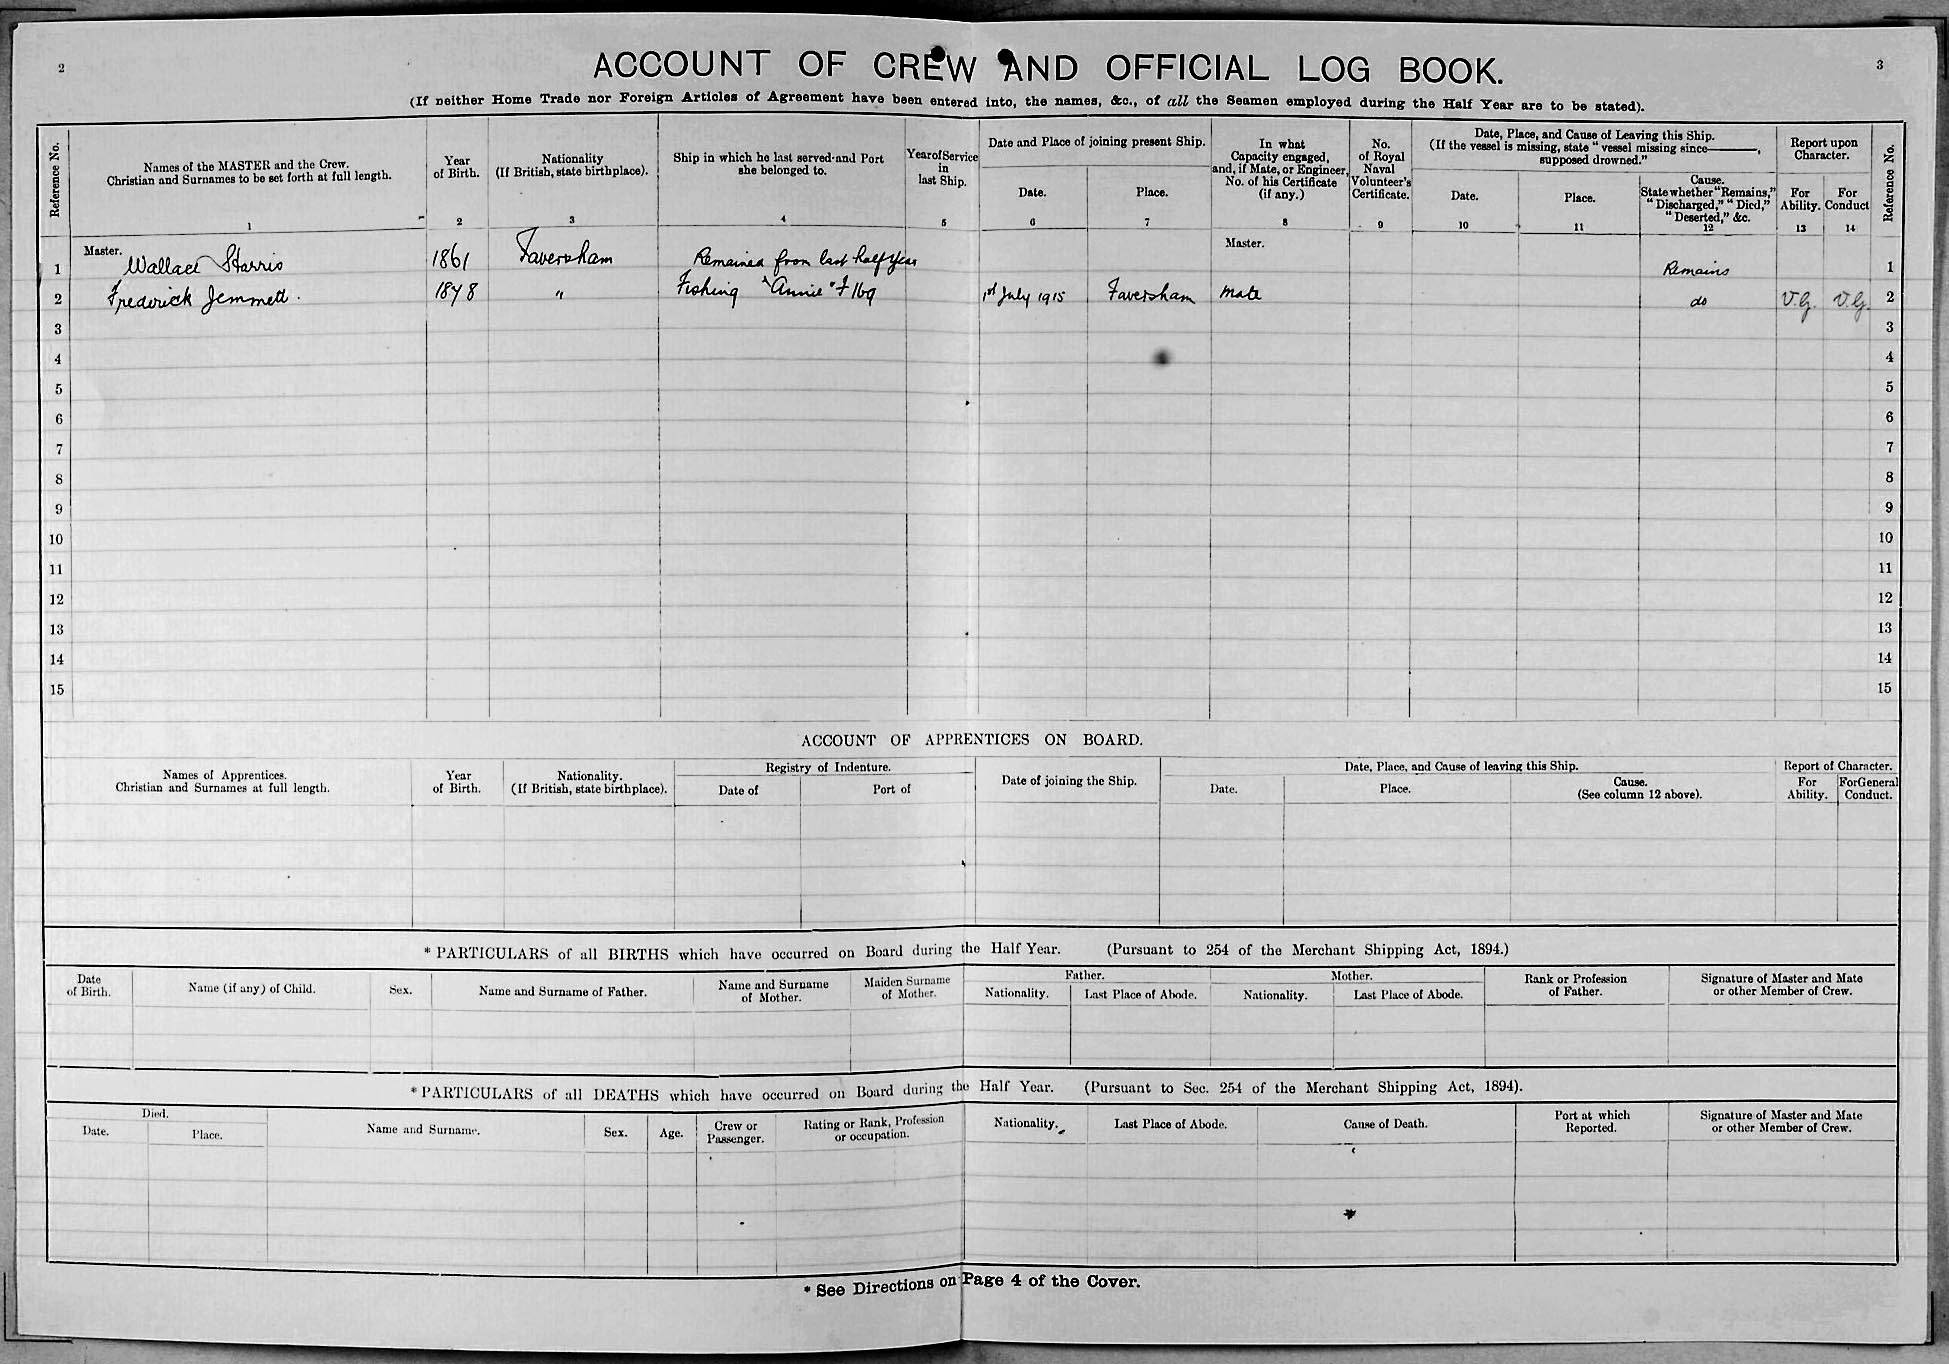 2
3
ACCOUNT OF CREW AND OFFICIAL LOG BOOK.
(If neither Home Trade nor Foreign Articles of Agreement have been entered into, the names, &c., of all the Seamen employed during the Half Year are to be stated).
Reference No.
Names of the MASTER and the Crew.
Christian and Surnames to be set forth at full length.
1
Year
of Birth.
2
Nationality
(If British, state birthplace).
3
Ship in which he last served and Port
she belonged to.
4
Year of Service
in
last Ship.
5
Date and Place of joining present Ship.
Date.
6
Place.
7
In what
Capacity engaged,
and, if Mate, or Engineer,
No. of his Certificate
(if any.)
8
No.
of Royal
Naval
Volunteer's
Certificate.
9
Date, Place, and Cause of Leaving this Ship.
(If the vessel is missing, state "vessel missing since———,
supposed drowned."
Date.
10
Place.
11
Cause.
State whether "Remains,"
"Discharged," "Died,"
"Deserted," &c.
12
Report upon
Character.
For
Ability.
13
For
Conduct
14
Reference No.
Master. Master.
1 Wallace Harris 1861 Faversham Remained from last half year Remains 1
2 Frederick Jemmett. 1878 " Fishing "Annie" F 169 1st July 1915 Faversham Mate do V.G. V.G. 2
3 3
4 4
5 5
6 6
7 7
8 8
9 9
10 10
11 11
12 12
13 13
14 14
15 15
ACCOUNT OF APPRENTICES ON BOARD.
Names of Apprentices.
Christian and Surnames at full length.
Year
of Birth.
Nationality.
(If British, state birthplace).
Registry of Indenture.
Date of
Port of
Date of joining the Ship.
Date, Place, and Cause of leaving this Ship.
Date.
Place.
Cause.
(See column 12 above).
Report of Character.
For
Ability.
For General
Conduct.
* PARTICULARS of all BIRTHS which have occurred on Board during the Half Year. (Pursuant to 254 of the Merchant Shipping Act, 1894.)
Date
of Birth.
Name (if any) of Child.
Sex.
Name and Surname of Father.
Name and Surname
of Mother.
Maiden Surname
of Mother.
Father.
Nationality.
Last Place of Abode.
Mother.
Nationality.
Last Place of Abode.
Rank or Profession
of Father.
Signature of Master and Mate
or other Member of Crew.
* PARTICULARS of all DEATHS which have occurred on Board during the Half Year. (Pursuant to Sec. 254 of the Merchant Shipping Act, 1894).
Died.
Date.
Place.
Name and Surname.
Sex.
Age.
Crew or
Passenger.
Rating or Rank, Profession
or occupation.
Nationality.
Last Place of Abode.
Cause of Death.
Port at which
Reported.
Signature of Master and Mate
or other Member of Crew.
* See Directions on Page 4 of the Cover.